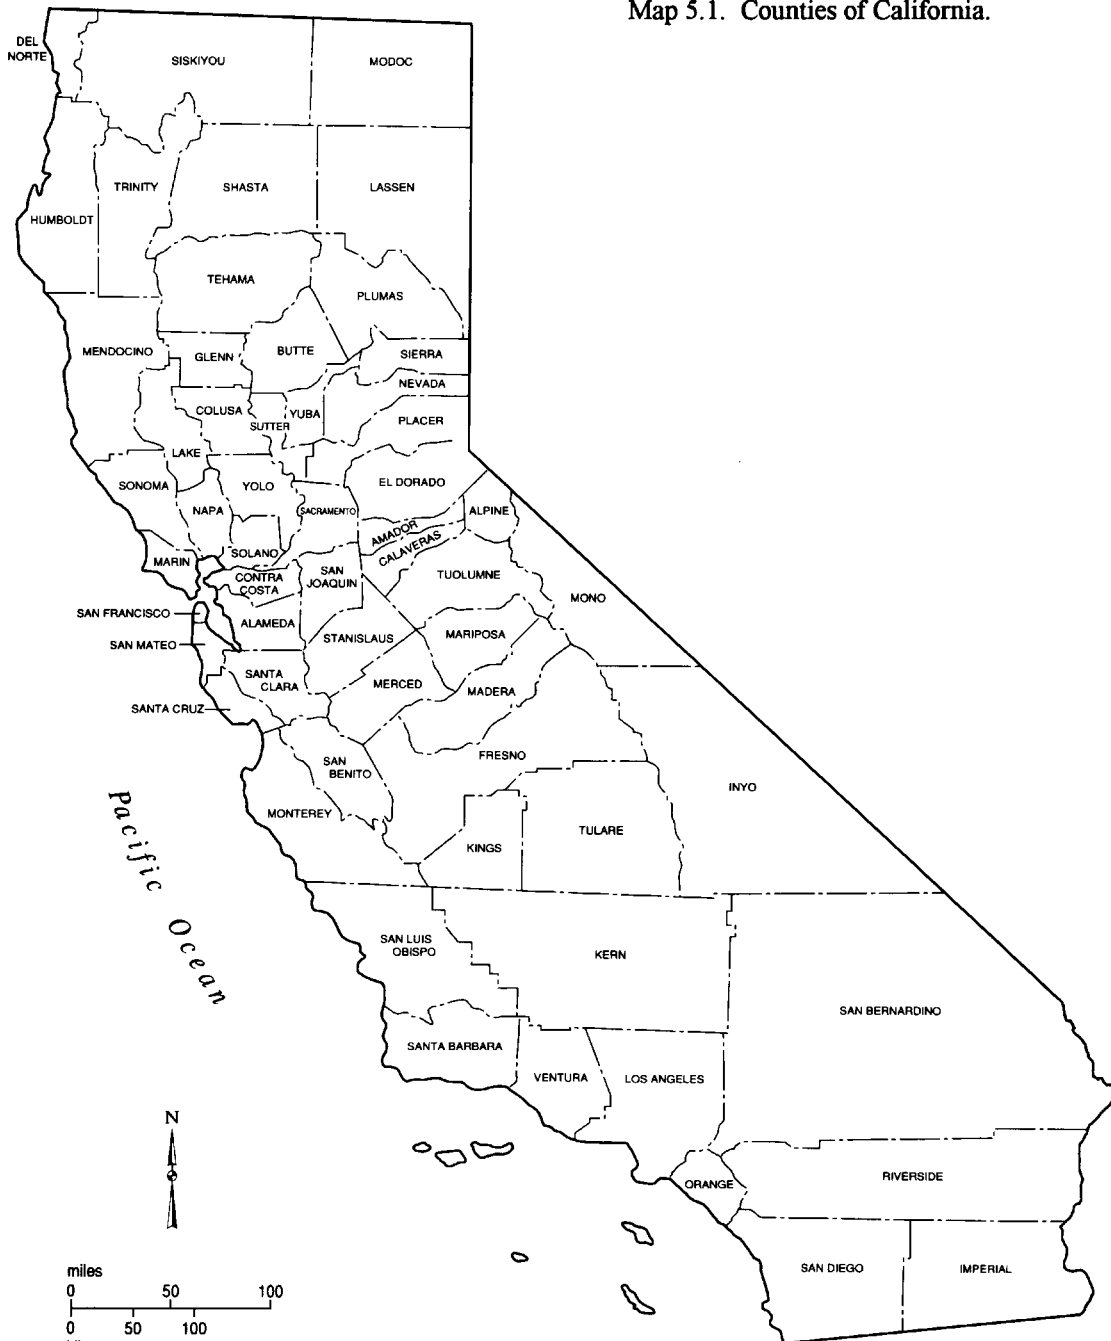 Map 5.1. Counties of California.
DEL
NORTE
SISKIYOU
MODOC
TRINITY
SHASTA
LASSEN
HUMBOLDT
TEHAMA
PLUMAS
MENDOCINO
GLENN
BUTTE
SIERRA
NEVADA
COLUSA
SUTTER
YUBA
PLACER
LAKE
SONOMA
YOLO
EL DORADO
NAPA
SACRAMENTO
ALPINE
AMADOR
CALAVERAS
SOLANO
MARIN
CONTRA
COSTA
SAN
JOAQUIN
TUOLUMNE
MONO
SAN FRANCISCO
ALAMEDA
STANISLAUS
MARIPOSA
SAN MATEO
SANTA
CLARA
MERCED
MADERA
SANTA CRUZ
SAN
BENITO
FRESNO
INYO
MONTEREY
KINGS
TULARE
Pacific Ocean
SAN LUIS
OBISPO
KERN
SAN BERNARDINO
SANTA BARBARA
VENTURA
LOS ANGELES
N
ORANGE
RIVERSIDE
SAN DIEGO
IMPERIAL
miles
0 50 100
0 50 100